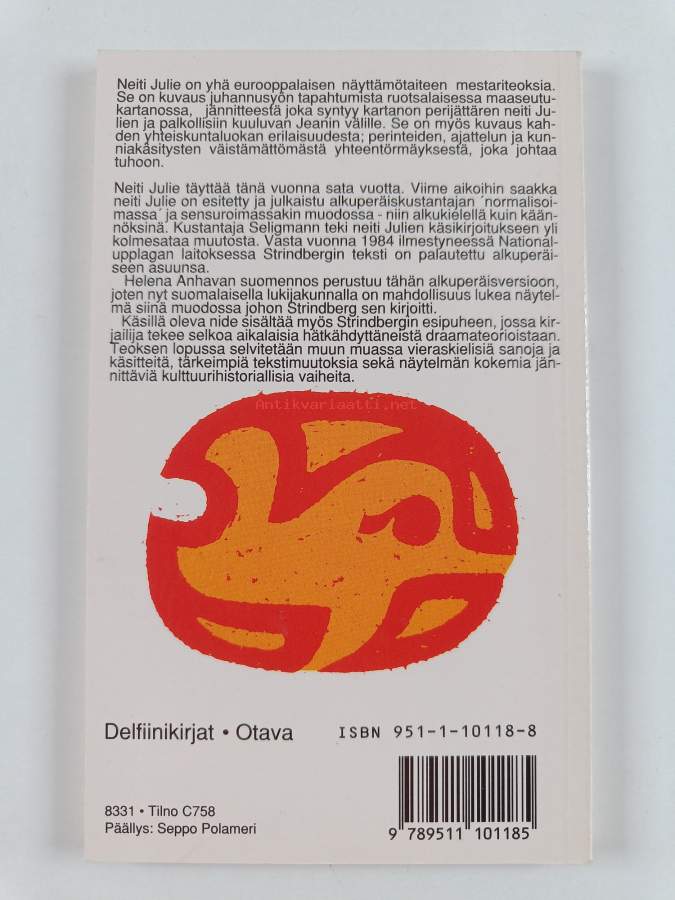 Neiti Julie on yhä eurooppalaisen näyttämötaiteen mestariteoksia.
Se on kuvaus juhannusyön tapahtumista ruotsalaisessa maaseutu-
kartanossa, jännitteestä joka syntyy kartanon perijättären neiti Ju-
lien ja palkollisiin kuuluvan Jeanin välille. Se on myös kuvaus kah-
den yhteiskuntaluokan erilaisuudesta; perinteiden, ajattelun ja kun-
niakäsitysten väistämättömästä yhteentörmäyksestä, joka johtaa
tuhoon.
Neiti Julie täyttää tänä vuonna sata vuotta. Viime aikoihin saakka
neiti Julie on esitetty ja julkaistu alkuperäiskustantajan ´normalisoi-
massa´ ja sensuroimassakin muodossa - niin alkukielellä kuin kään-
nöksinä. Kustantaja Seligmann teki neiti Julien käsikirjoitukseen yli
kolmesataa muutosta. Vasta vuonna 1984 ilmestyneessä National-
upplagan laitoksessa Strindbergin teksti on palautettu alkuperäi-
seen asuunsa.
Helena Anhavan suomennos perustuu tähän alkuperäisversioon,
joten nyt suomalaisella lukijakunnalla on mahdollisuus lukea näytel-
mä siinä muodossa johon Strindberg sen kirjoitti.
Käsillä oleva nide sisältää myös Strindbergin esipuheen, jossa kir-
jailija tekee selkoa aikalaisia hätkähdyttäneistä draamateorioistaan.
Teoksen lopussa selvitetään muun muassa vieraskielisiä sanoja ja
käsitteitä, tärkeimpiä tekstimuutoksia sekä näytelmän kokemia jän-
nittäviä kulttuurihistoriallisia vaiheita.
Antikvariaatti.net
Delfiinikirjat • Otava
ISBN 951-1-10118-8
8331 • Tilno C758
Päällys: Seppo Polameri
9 789511 101185